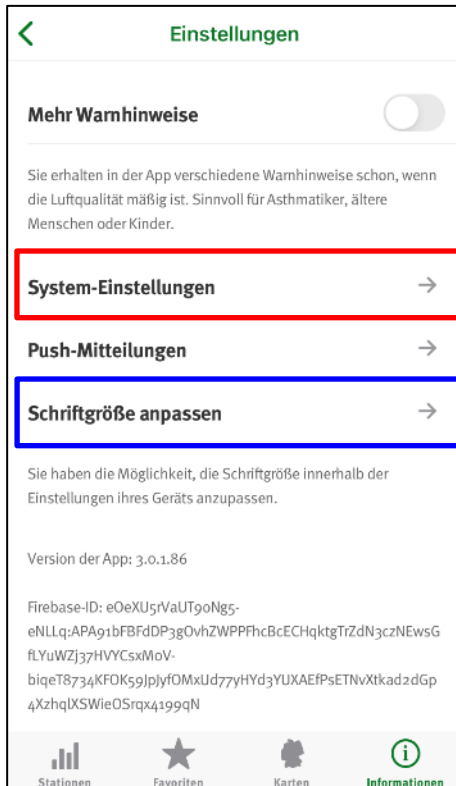 Einstellungen
Mehr Warnhinweise
Sie erhalten in der App verschiedene Warnhinweise schon, wenn
die Luftqualität mäßig ist. Sinnvoll für Asthmatiker, ältere
Menschen oder Kinder.
System-Einstellungen
Push-Mitteilungen
Schriftgröße anpassen
Sie haben die Möglichkeit, die Schriftgröße innerhalb der
Einstellungen ihres Geräts anzupassen.
Version der App: 3.0.1.86
Firebase-ID: eOeXU5rVaUT90Ng5-
eNLLq:APA91bFBFdDP3gOvhZWPPFhcBcECHqktgTrZdN3czNEwsG
fLYuWZj37HVYCsxMoV-
biqeT8734KFOK59JpJyfOMxUd77yHYd3YUXAEfPsETNvXtkad2dGp
4XzhqlXSWieOSrqx4199qN
Stationen
Favoriten
Karten
Informationen